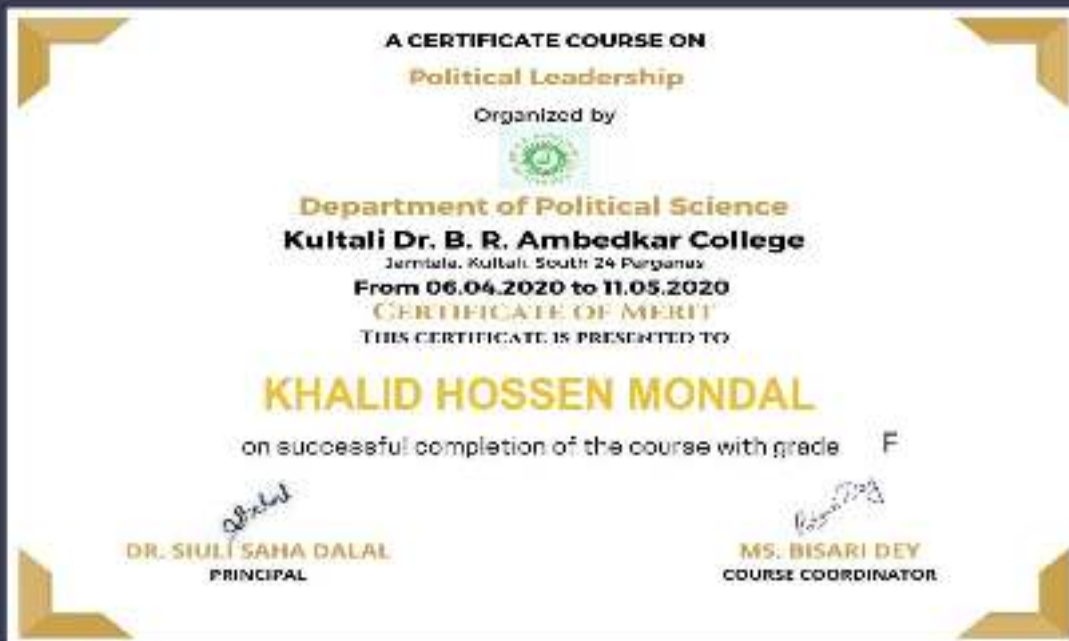 A CERTIFICATE COURSE ON
Political Leadership
Organized by
Department of Political Science
Kultali Dr. B. R. Ambedkar College
Jamtala, Kultali, South 24 Parganas
From 06.04.2020 to 11.05.2020
CERTIFICATE OF MERIT
THIS CERTIFICATE IS PRESENTED TO
KHALID HOSSEN MONDAL
on successful completion of the course with grade F
DR. SIULI SAHA DALAL
PRINCIPAL
MS. BISARI DEY
COURSE COORDINATOR